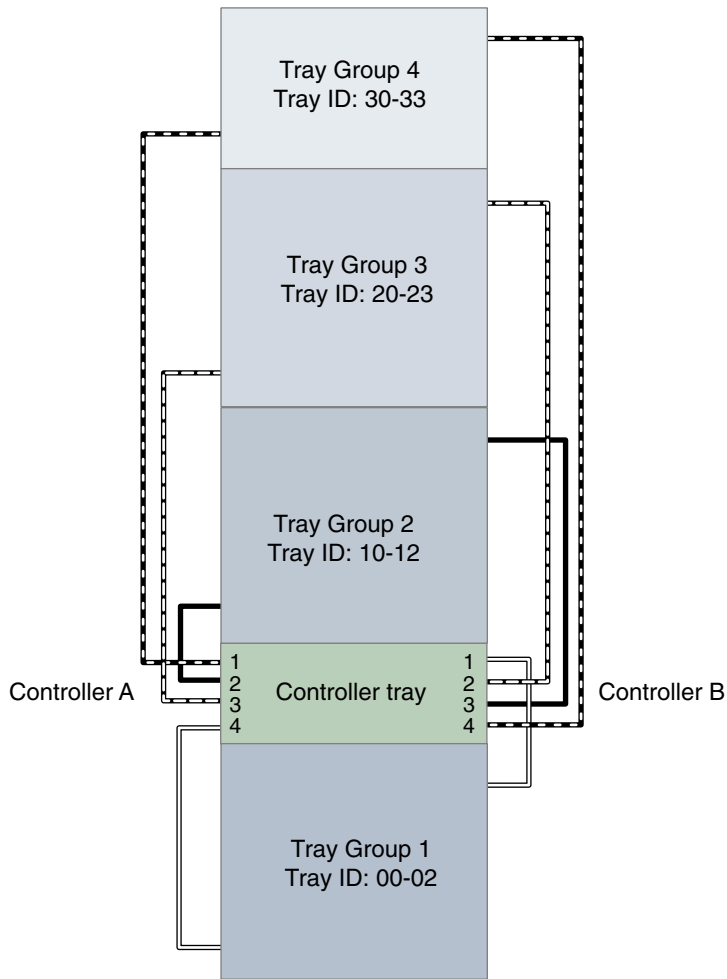 Tray Group 4
Tray ID: 30-33
Tray Group 3
Tray ID: 20-23
Tray Group 2
Tray ID: 10-12
1 1
2 2
Controller A Controller tray Controller B
3 3
4 4
Tray Group 1
Tray ID: 00-02